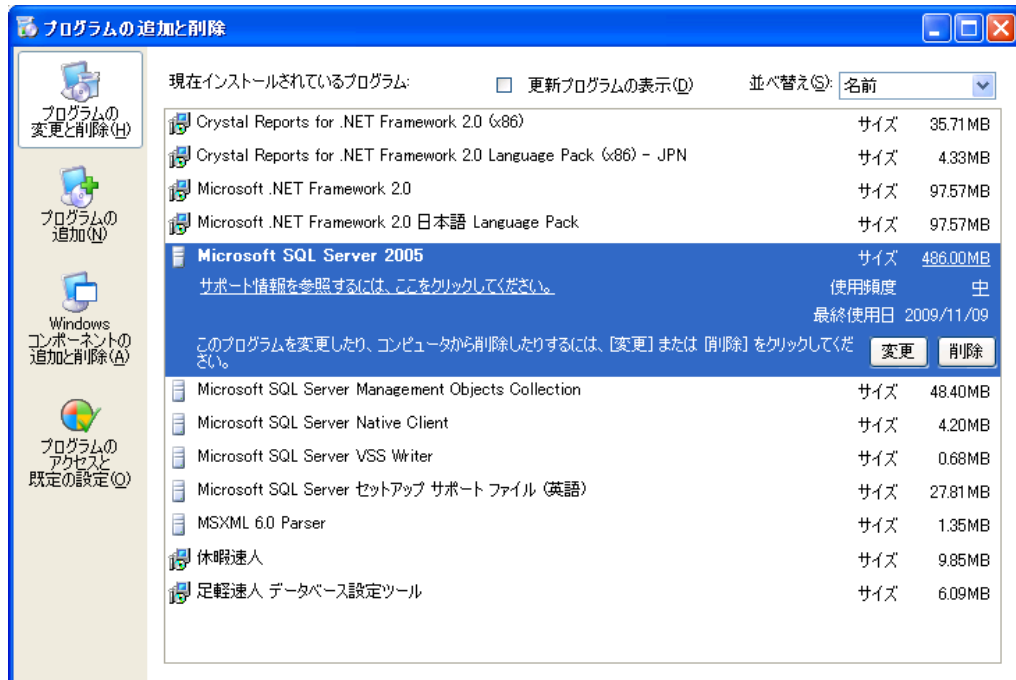 プログラムの追加と削除
プログラムの
変更と削除(H)
プログラムの
追加(N)
Windows
コンポーネントの
追加と削除(A)
プログラムの
アクセスと
既定の設定(O)
現在インストールされているプログラム: 更新プログラムの表示(D) 並べ替え(S): 名前
Crystal Reports for .NET Framework 2.0 (x86) サイズ 35.71MB
Crystal Reports for .NET Framework 2.0 Language Pack (x86) - JPN サイズ 4.33MB
Microsoft .NET Framework 2.0 サイズ 97.57MB
Microsoft .NET Framework 2.0 日本語 Language Pack サイズ 97.57MB
Microsoft SQL Server 2005 サイズ 486.00MB
サポート情報を参照するには、ここをクリックしてください。 使用頻度 中
最終使用日 2009/11/09
このプログラムを変更したり、コンピュータから削除したりするには、[変更] または [削除] をクリックしてくだ
さい。 変更 削除
Microsoft SQL Server Management Objects Collection サイズ 48.40MB
Microsoft SQL Server Native Client サイズ 4.20MB
Microsoft SQL Server VSS Writer サイズ 0.68MB
Microsoft SQL Server セットアップ サポート ファイル (英語) サイズ 27.81MB
MSXML 6.0 Parser サイズ 1.35MB
休暇速人 サイズ 9.85MB
足軽速人 データベース設定ツール サイズ 6.09MB